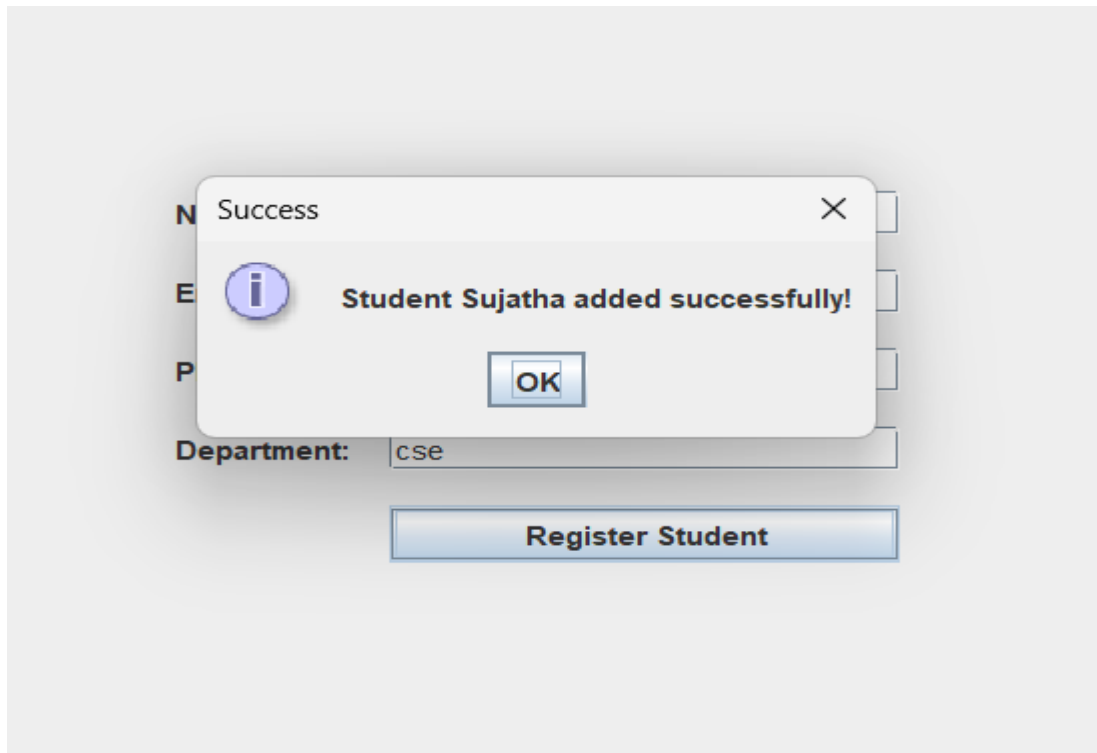 Success
N
E
Student Sujatha added successfully!
P
OK
Department: cse
Register Student